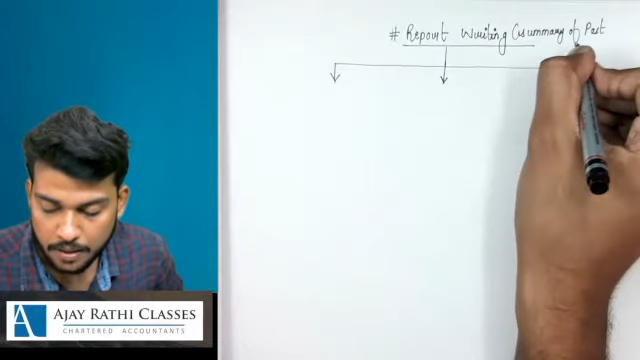 # Report Writing (Summary of Past
AJAY RATHI CLASSES
CHARTERED ACCOUNTANTS